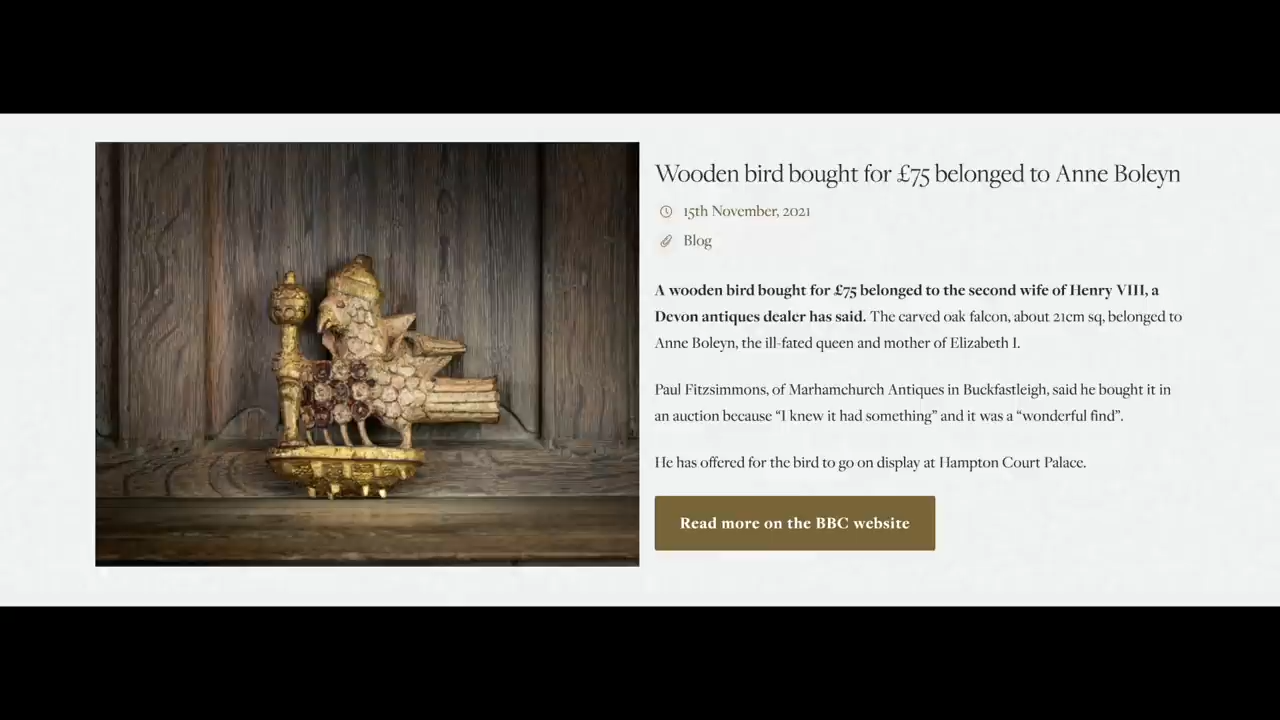 Wooden bird bought for £75 belonged to Anne Boleyn
15th November, 2021
Blog
A wooden bird bought for £75 belonged to the second wife of Henry VIII, a
Devon antiques dealer has said. The carved oak falcon, about 21cm sq, belonged to
Anne Boleyn, the ill-fated queen and mother of Elizabeth I.
Paul Fitzsimmons, of Marhamchurch Antiques in Buckfastleigh, said he bought it in
an auction because “I knew it had something” and it was a “wonderful find”.
He has offered for the bird to go on display at Hampton Court Palace.
Read more on the BBC website